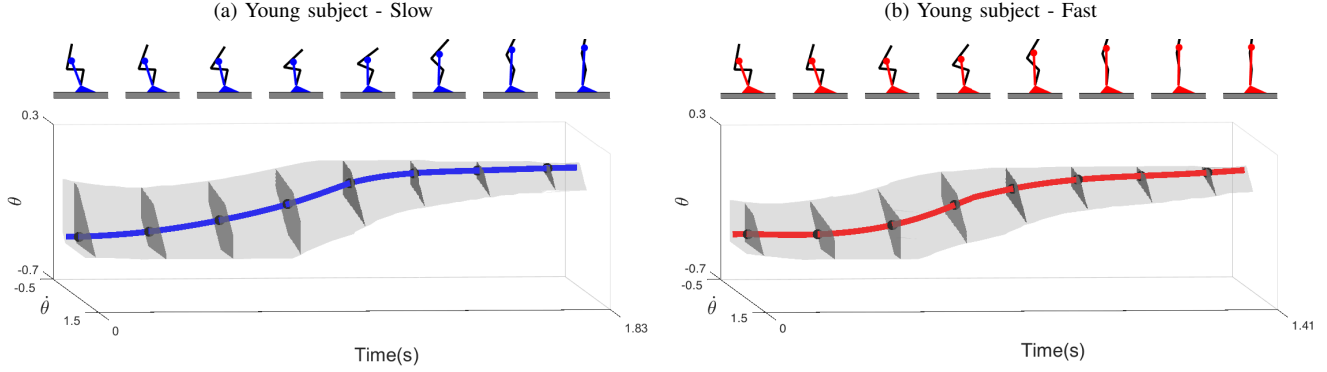 (a) Young subject - Slow
0.3
θ
-0.7
-0.5
θ̇
1.5
0
1.83
Time(s)
(b) Young subject - Fast
0.3
θ
-0.7
-0.5
θ̇
1.5
0
1.41
Time(s)